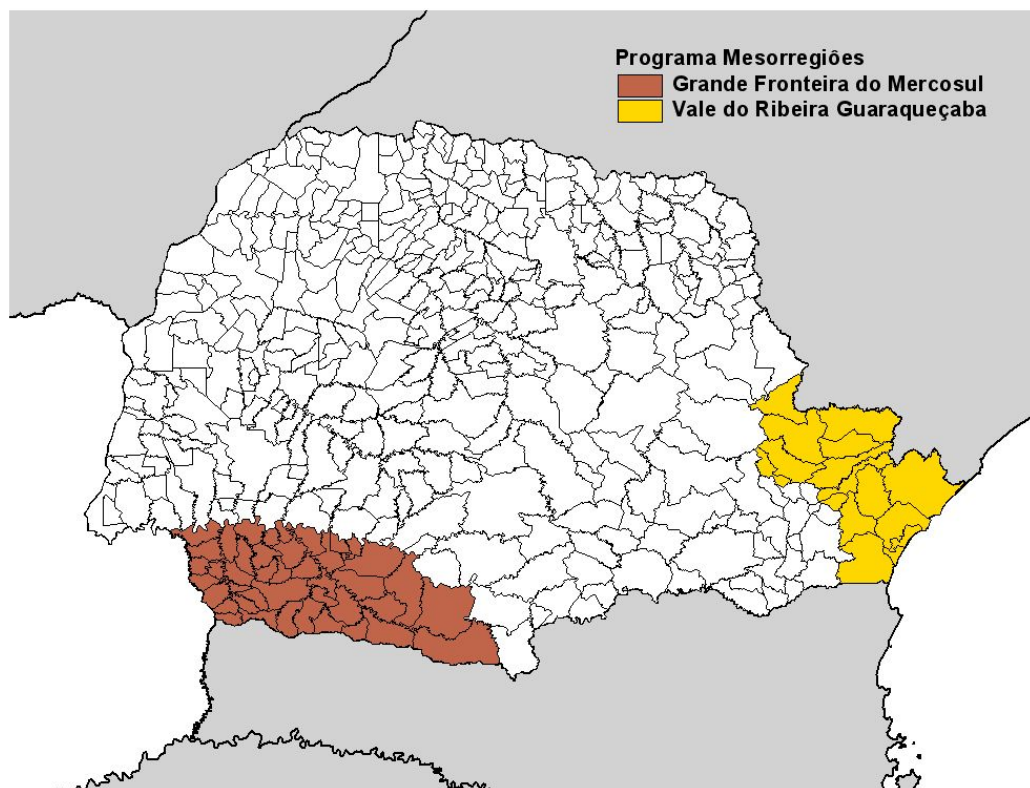 Programa Mesorregiões
Grande Fronteira do Mercosul
Vale do Ribeira Guaraqueçaba